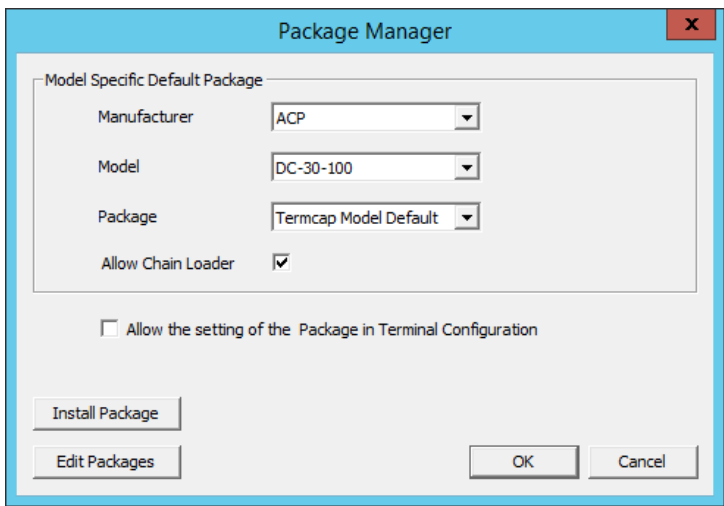 Package Manager
x
Model Specific Default Package
Manufacturer ACP
Model DC-30-100
Package Termcap Model Default
Allow Chain Loader
Allow the setting of the Package in Terminal Configuration
Install Package
Edit Packages OK Cancel